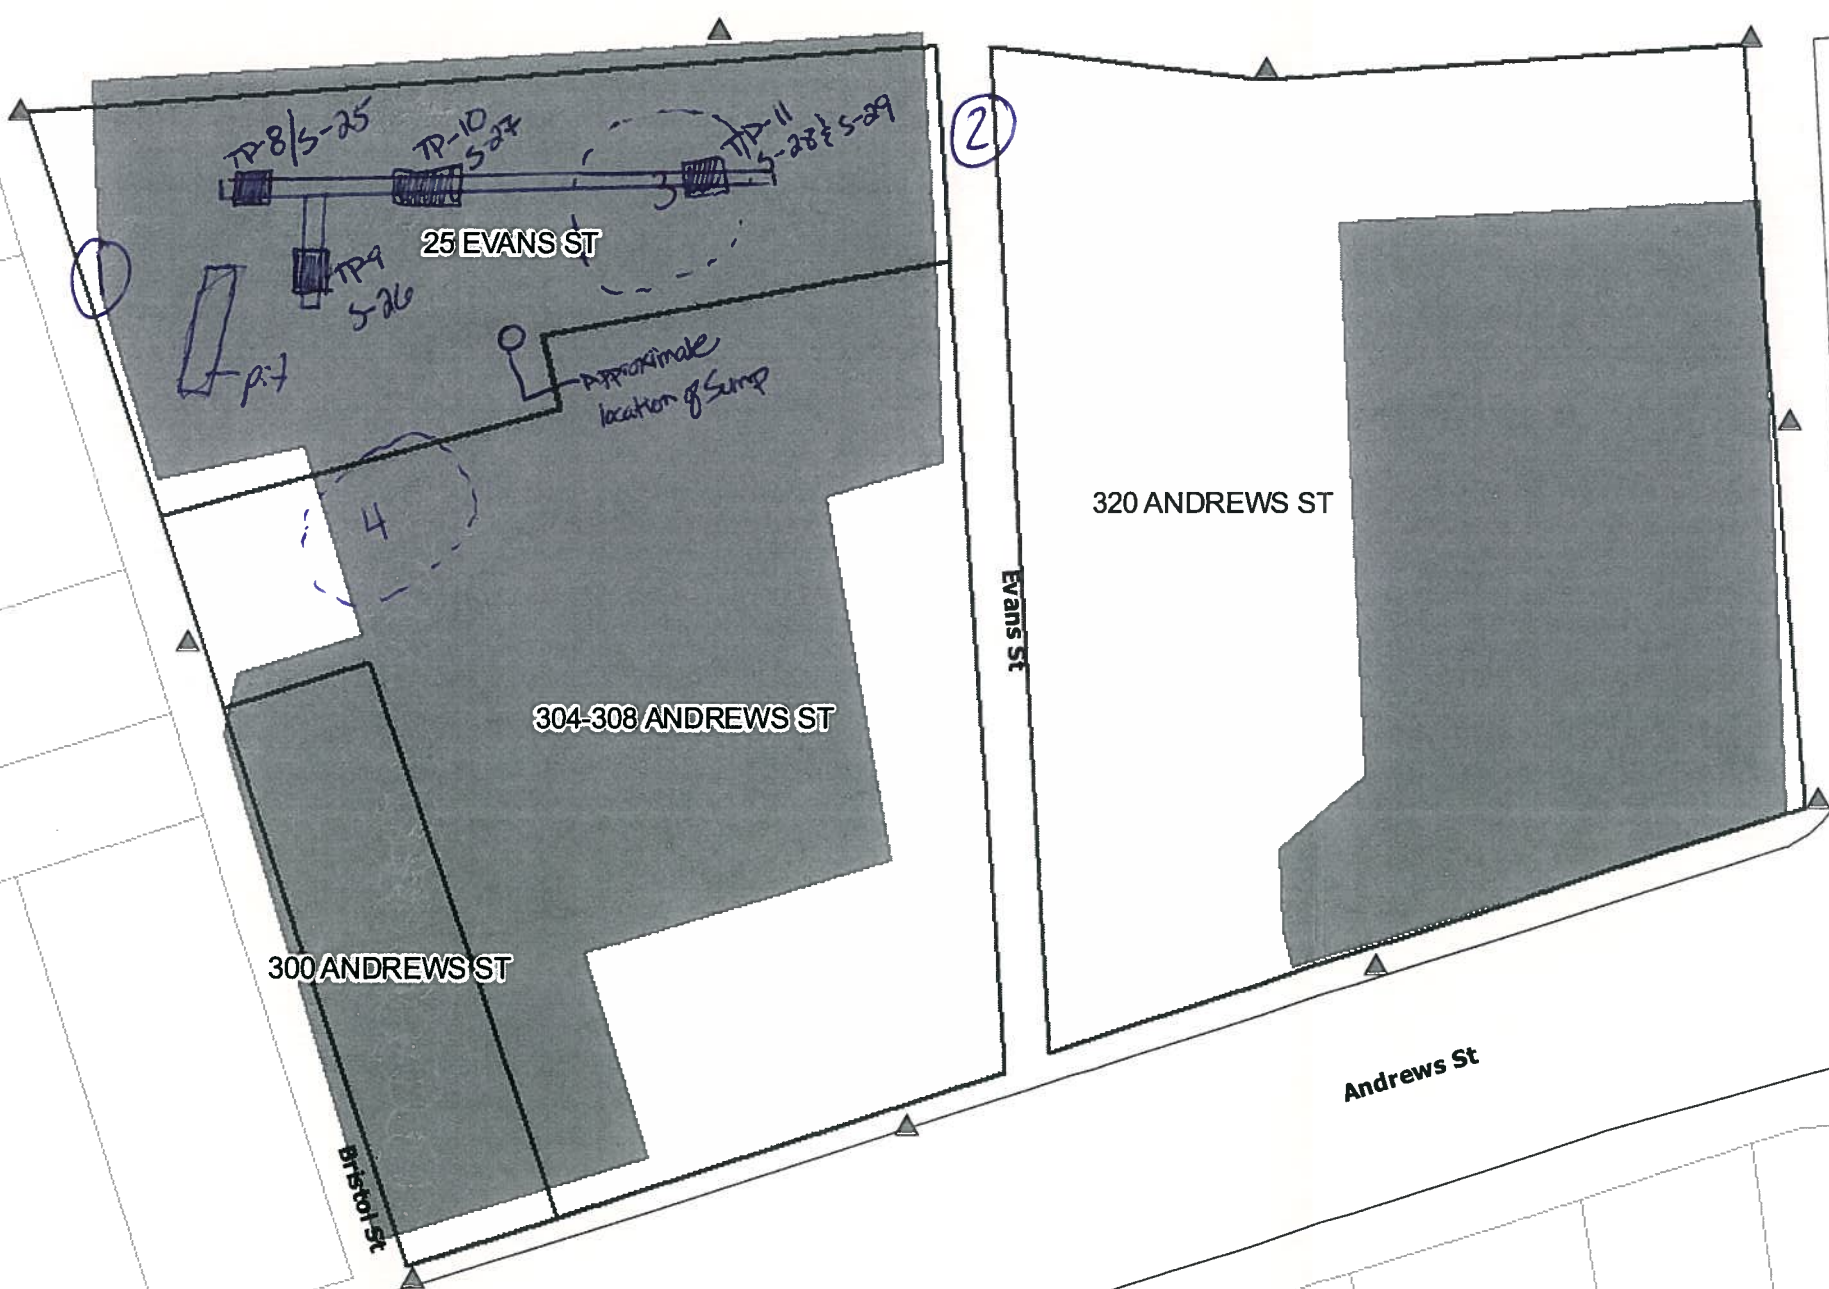 TP-8/S-25
TP-10
S-27
TP-11
S-28 & S-29
2
3
1
25 EVANS ST
TP9
S-26
pit
Approximate
location of Sump
4
320 ANDREWS ST
Evans St
304-308 ANDREWS ST
300 ANDREWS ST
Andrews St
Bristol St